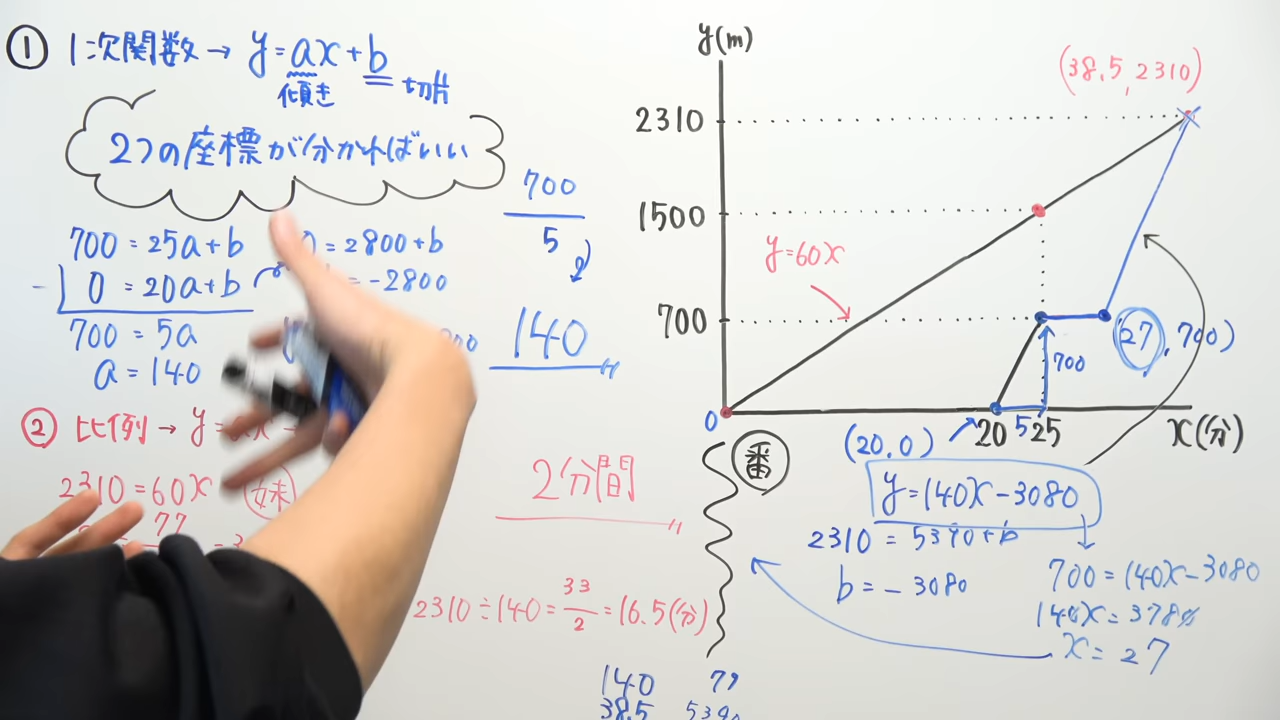 ① 1次関数 → y=ax+b
傾き
切片
2つの座標が分かればいい
700=25a+b
0=20a+b
700=5a
a=140
=2800+b
=-2800
700
5
140
② 比例 → y=ax
2310=60x
77
妹
2分間
2310÷140=33/2=16.5(分)
140
38.5
y(m)
(38.5, 2310)
2310
1500
y=60x
700
(27, 700)
700
0
20
5
25
x(分)
(20.0)
番
y=140x-3080
2310=5390+b
b=-3080
700=140x-3080
140x=3780
x=27